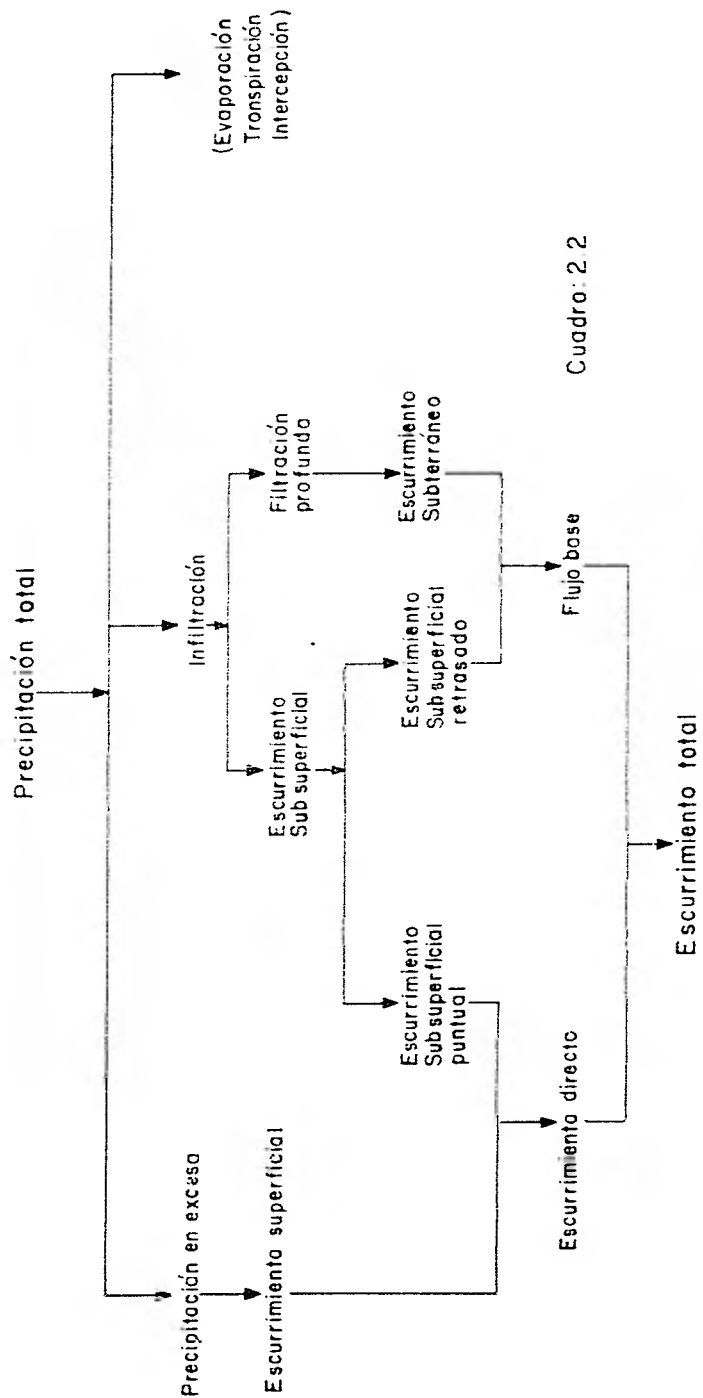 Precipitación total
Precipitación en exceso
Infiltración
(Evaporación
Transpiración
Intercepción)
Escurrimiento superficial
Escurrimiento
Sub superficial
Filtración
profunda
Escurrimiento
Sub superficial
puntual
Escurrimiento
Sub superficial
retrasado
Escurrimiento
Subterráneo
Escurrimiento directo
Flujo base
Cuadro: 2.2
Escurrimiento total